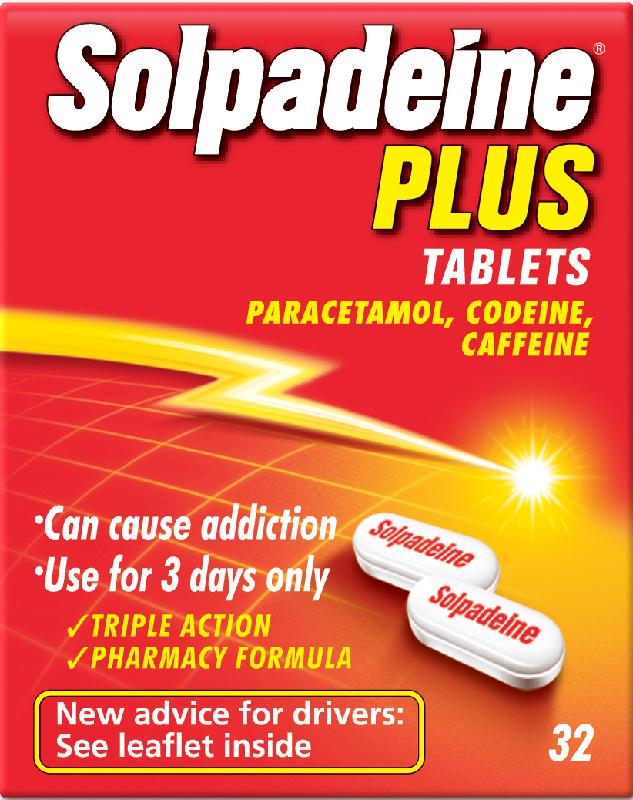 Solpadeine®
PLUS
TABLETS
PARACETAMOL, CODEINE,
CAFFEINE
•Can cause addiction
•Use for 3 days only
✓TRIPLE ACTION
✓PHARMACY FORMULA
Solpadeine
Solpadeine
New advice for drivers:
See leaflet inside
32